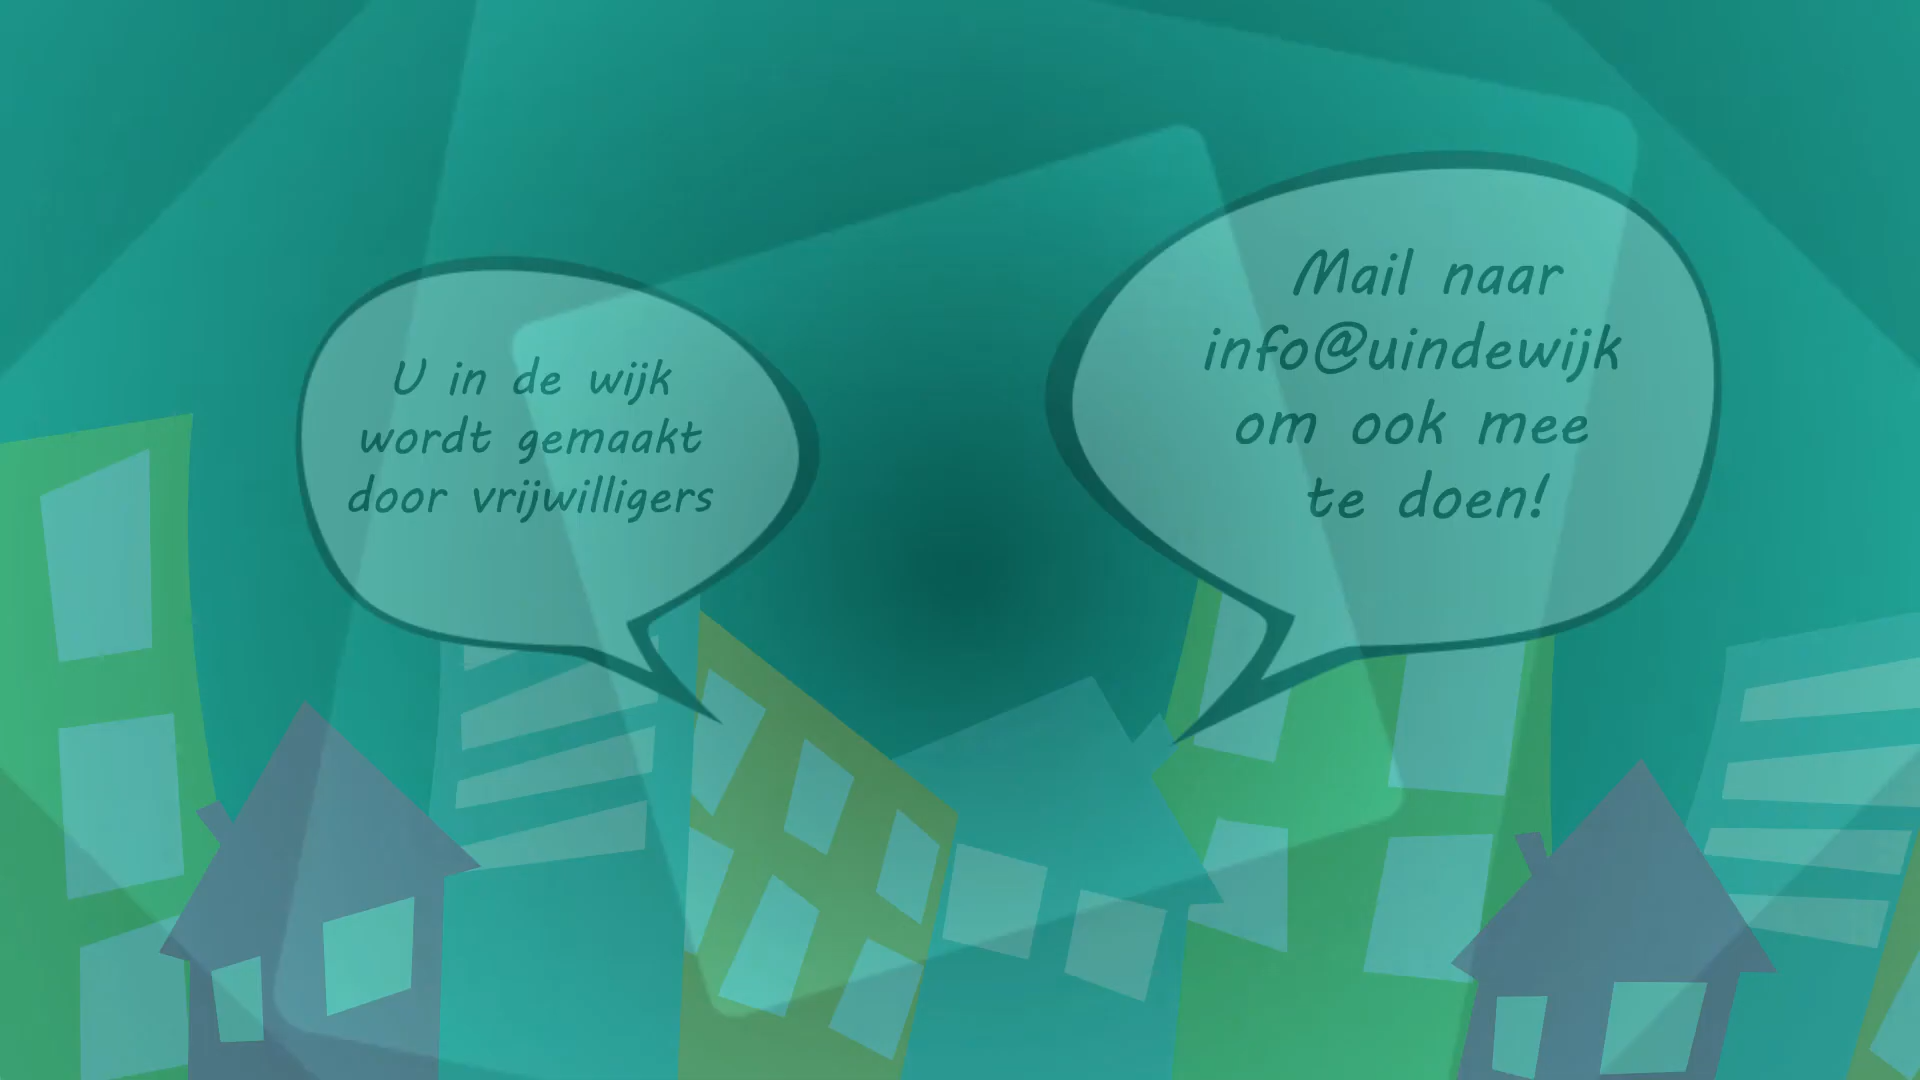 U in de wijk
wordt gemaakt
door vrijwilligers
Mail naar
info@uindewijk
om ook mee
te doen!